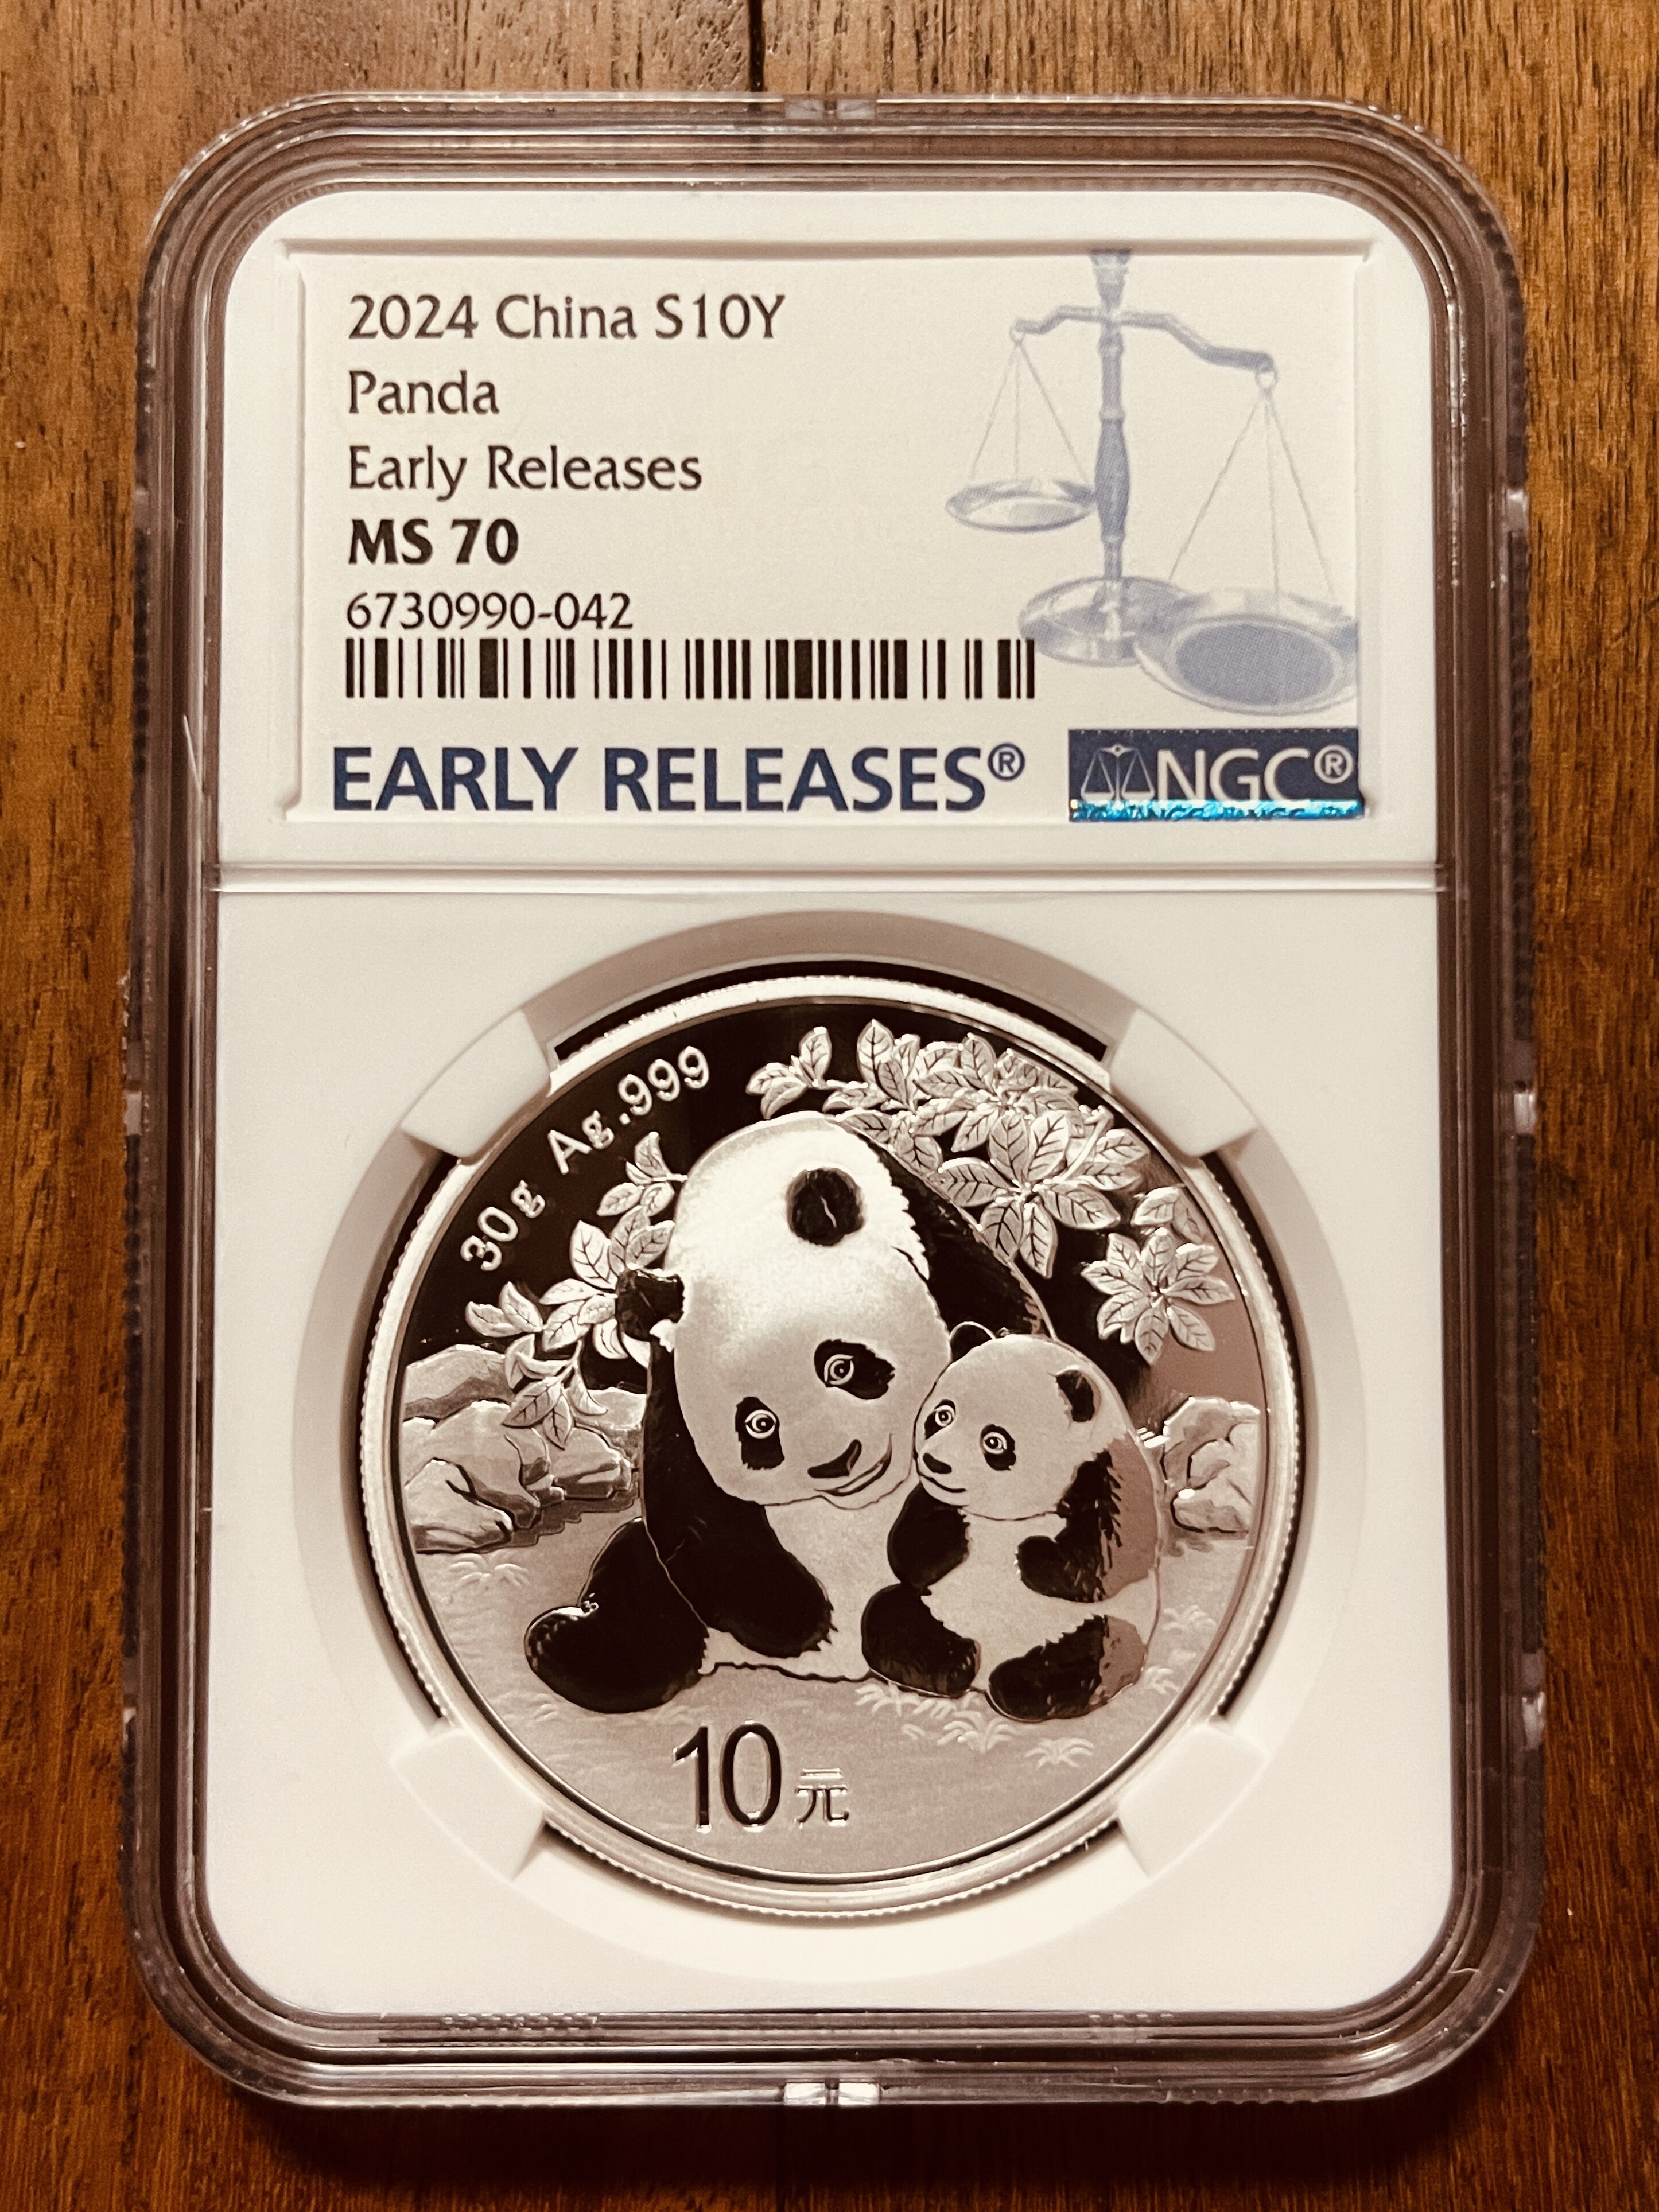 2024 China S10Y
Panda
Early Releases
MS 70
6730990-042
EARLY RELEASES®
NGC®
30g Ag.999
10元